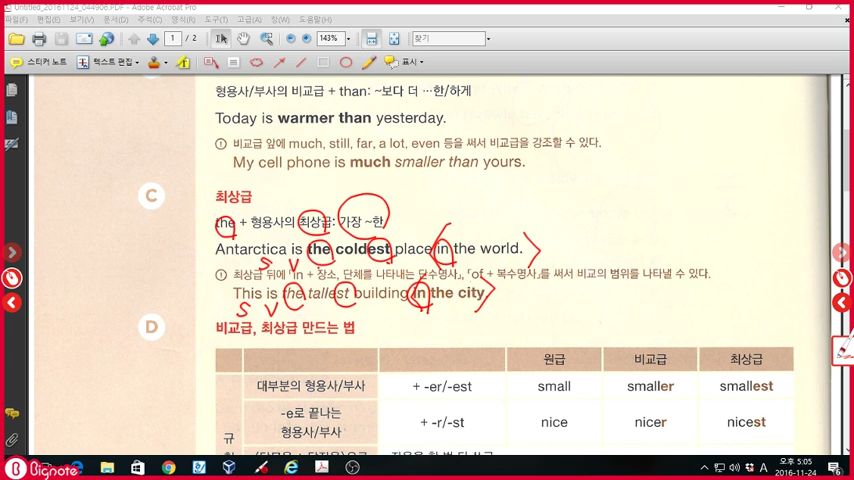 Untitled_20161124_044906.PDF - Adobe Acrobat Pro
파일(F) 편집(E) 보기(V) 문서(D) 주석(C) 양식(R) 도구(T) 고급(A) 창(W) 도움말(H)
1 / 2 143% 찾기
스티커 노트 텍스트 편집 표시
형용사/부사의 비교급 + than: ~보다 더 …한/하게
Today is warmer than yesterday.
비교급 앞에 much, still, far, a lot, even 등을 써서 비교급을 강조할 수 있다.
My cell phone is much smaller than yours.
C
최상급
the + 형용사의 최상급: 가장 ~한
Antarctica is the coldest place in the world.
S V
최상급 뒤에 「in + 장소, 단체를 나타내는 단수명사」, 「of + 복수명사」를 써서 비교의 범위를 나타낼 수 있다.
This is the tallest building in the city.
S V
D
비교급, 최상급 만드는 법
원급 비교급 최상급
대부분의 형용사/부사 + -er/-est small smaller smallest
-e로 끝나는
형용사/부사 + -r/-st nice nicer nicest
규
Bignote
A 오후 5:05
2016-11-24